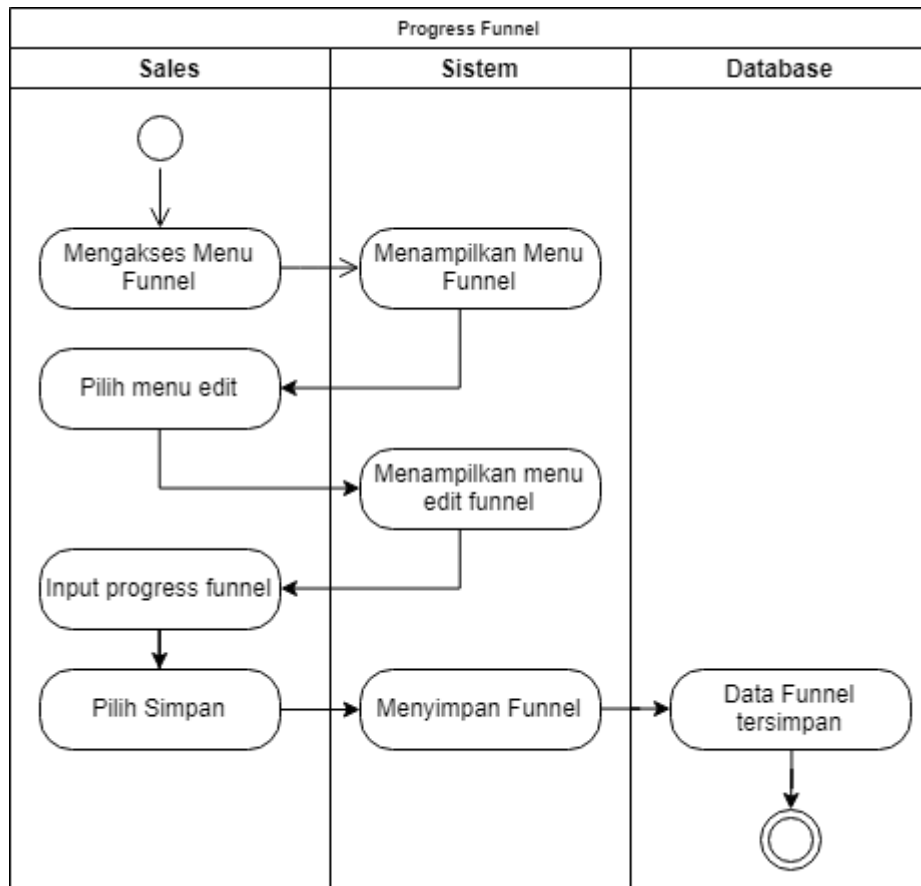 Progress Funnel
Sales
Sistem
Database
Mengakses Menu
Funnel
Menampilkan Menu
Funnel
Pilih menu edit
Menampilkan menu
edit funnel
Input progress funnel
Pilih Simpan
Menyimpan Funnel
Data Funnel
tersimpan